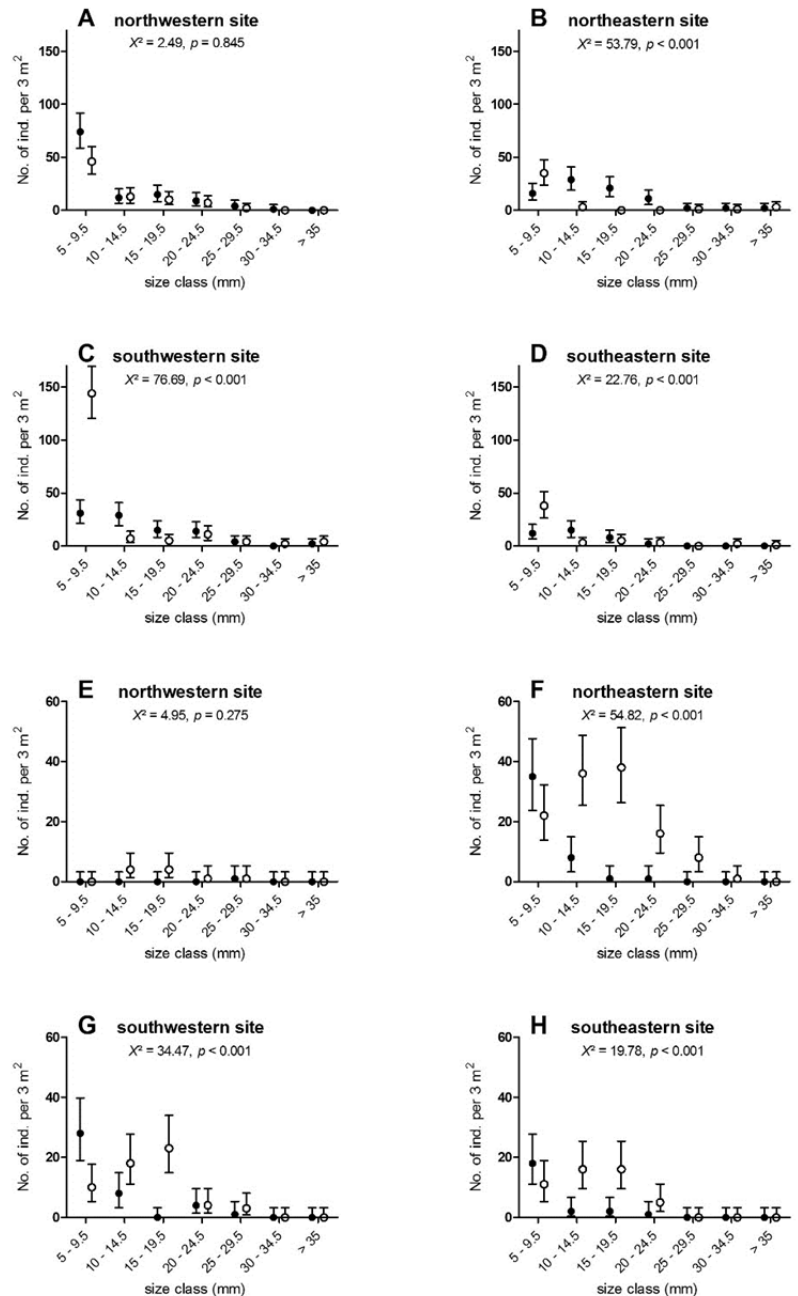 A northwestern site
X² = 2.49, p = 0.845
No. of ind. per 3 m²
150
100
50
0
5 - 9.5
10 - 14.5
15 - 19.5
20 - 24.5
25 - 29.5
30 - 34.5
> 35
size class (mm)
B northeastern site
X² = 53.79, p < 0.001
No. of ind. per 3 m²
150
100
50
0
5 - 9.5
10 - 14.5
15 - 19.5
20 - 24.5
25 - 29.5
30 - 34.5
> 35
size class (mm)
C southwestern site
X² = 76.69, p < 0.001
No. of ind. per 3 m²
150
100
50
0
5 - 9.5
10 - 14.5
15 - 19.5
20 - 24.5
25 - 29.5
30 - 34.5
> 35
size class (mm)
D southeastern site
X² = 22.76, p < 0.001
No. of ind. per 3 m²
150
100
50
0
5 - 9.5
10 - 14.5
15 - 19.5
20 - 24.5
25 - 29.5
30 - 34.5
> 35
size class (mm)
E northwestern site
X² = 4.95, p = 0.275
No. of ind. per 3 m²
60
40
20
0
5 - 9.5
10 - 14.5
15 - 19.5
20 - 24.5
25 - 29.5
30 - 34.5
> 35
size class (mm)
F northeastern site
X² = 54.82, p < 0.001
No. of ind. per 3 m²
60
40
20
0
5 - 9.5
10 - 14.5
15 - 19.5
20 - 24.5
25 - 29.5
30 - 34.5
> 35
size class (mm)
G southwestern site
X² = 34.47, p < 0.001
No. of ind. per 3 m²
60
40
20
0
5 - 9.5
10 - 14.5
15 - 19.5
20 - 24.5
25 - 29.5
30 - 34.5
> 35
size class (mm)
H southeastern site
X² = 19.78, p < 0.001
No. of ind. per 3 m²
60
40
20
0
5 - 9.5
10 - 14.5
15 - 19.5
20 - 24.5
25 - 29.5
30 - 34.5
> 35
size class (mm)